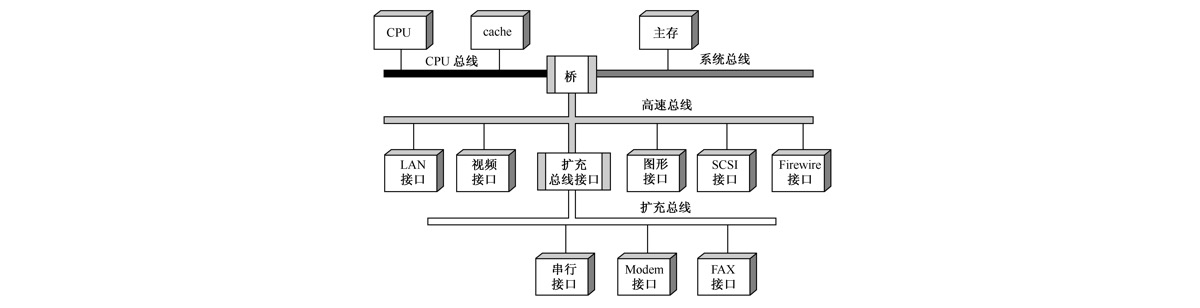 CPU
cache
主存
CPU 总线
桥
系统总线
高速总线
LAN
接口
视频
接口
扩充
总线接口
图形
接口
SCSI
接口
Firewire
接口
扩充总线
串行
接口
Modem
接口
FAX
接口